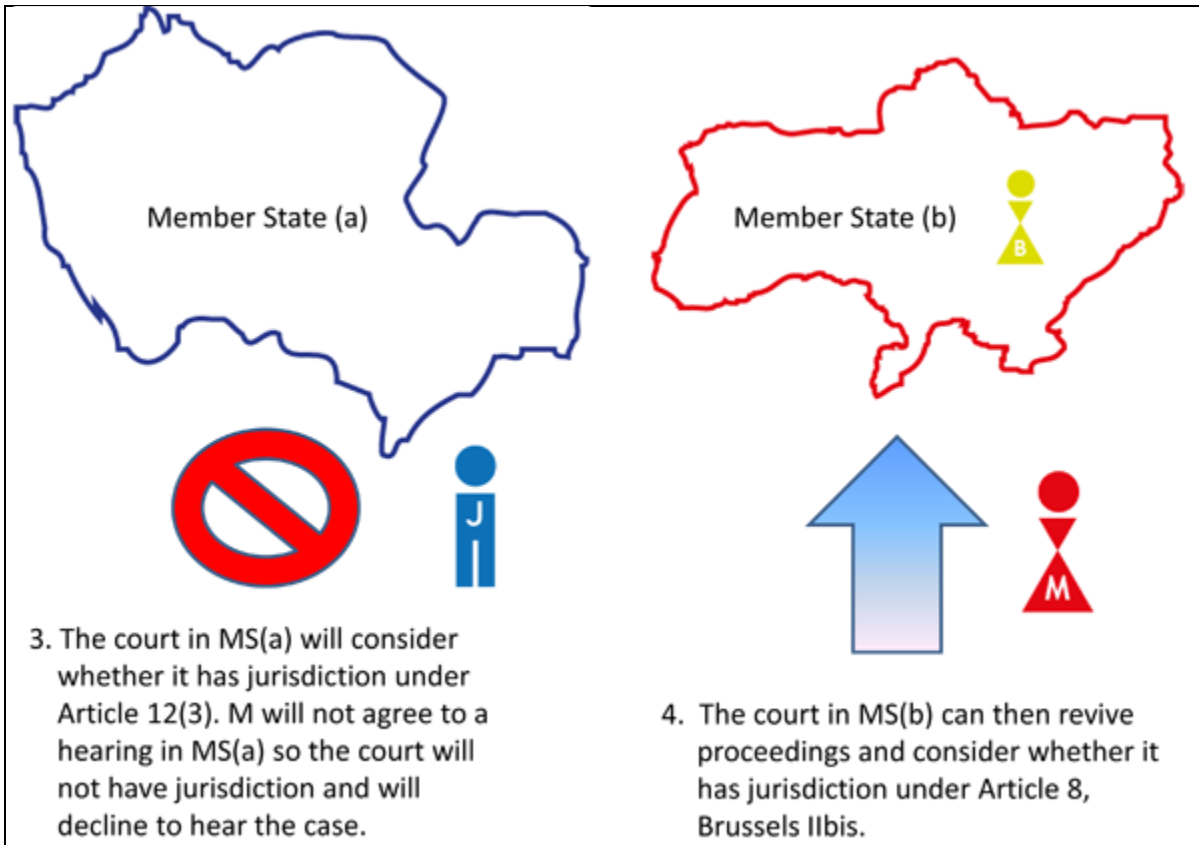 Member State (a)
Member State (b)
B
J
M
3. The court in MS(a) will consider
whether it has jurisdiction under
Article 12(3). M will not agree to a
hearing in MS(a) so the court will
not have jurisdiction and will
decline to hear the case.
4. The court in MS(b) can then revive
proceedings and consider whether it
has jurisdiction under Article 8,
Brussels IIbis.